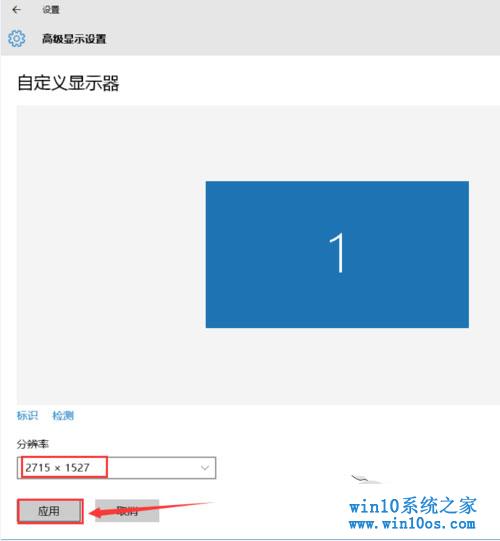 设置
高级显示设置
自定义显示器
1
标识 检测
分辨率
2715 × 1527
应用 取消
win10系统之家
www.win10os.com